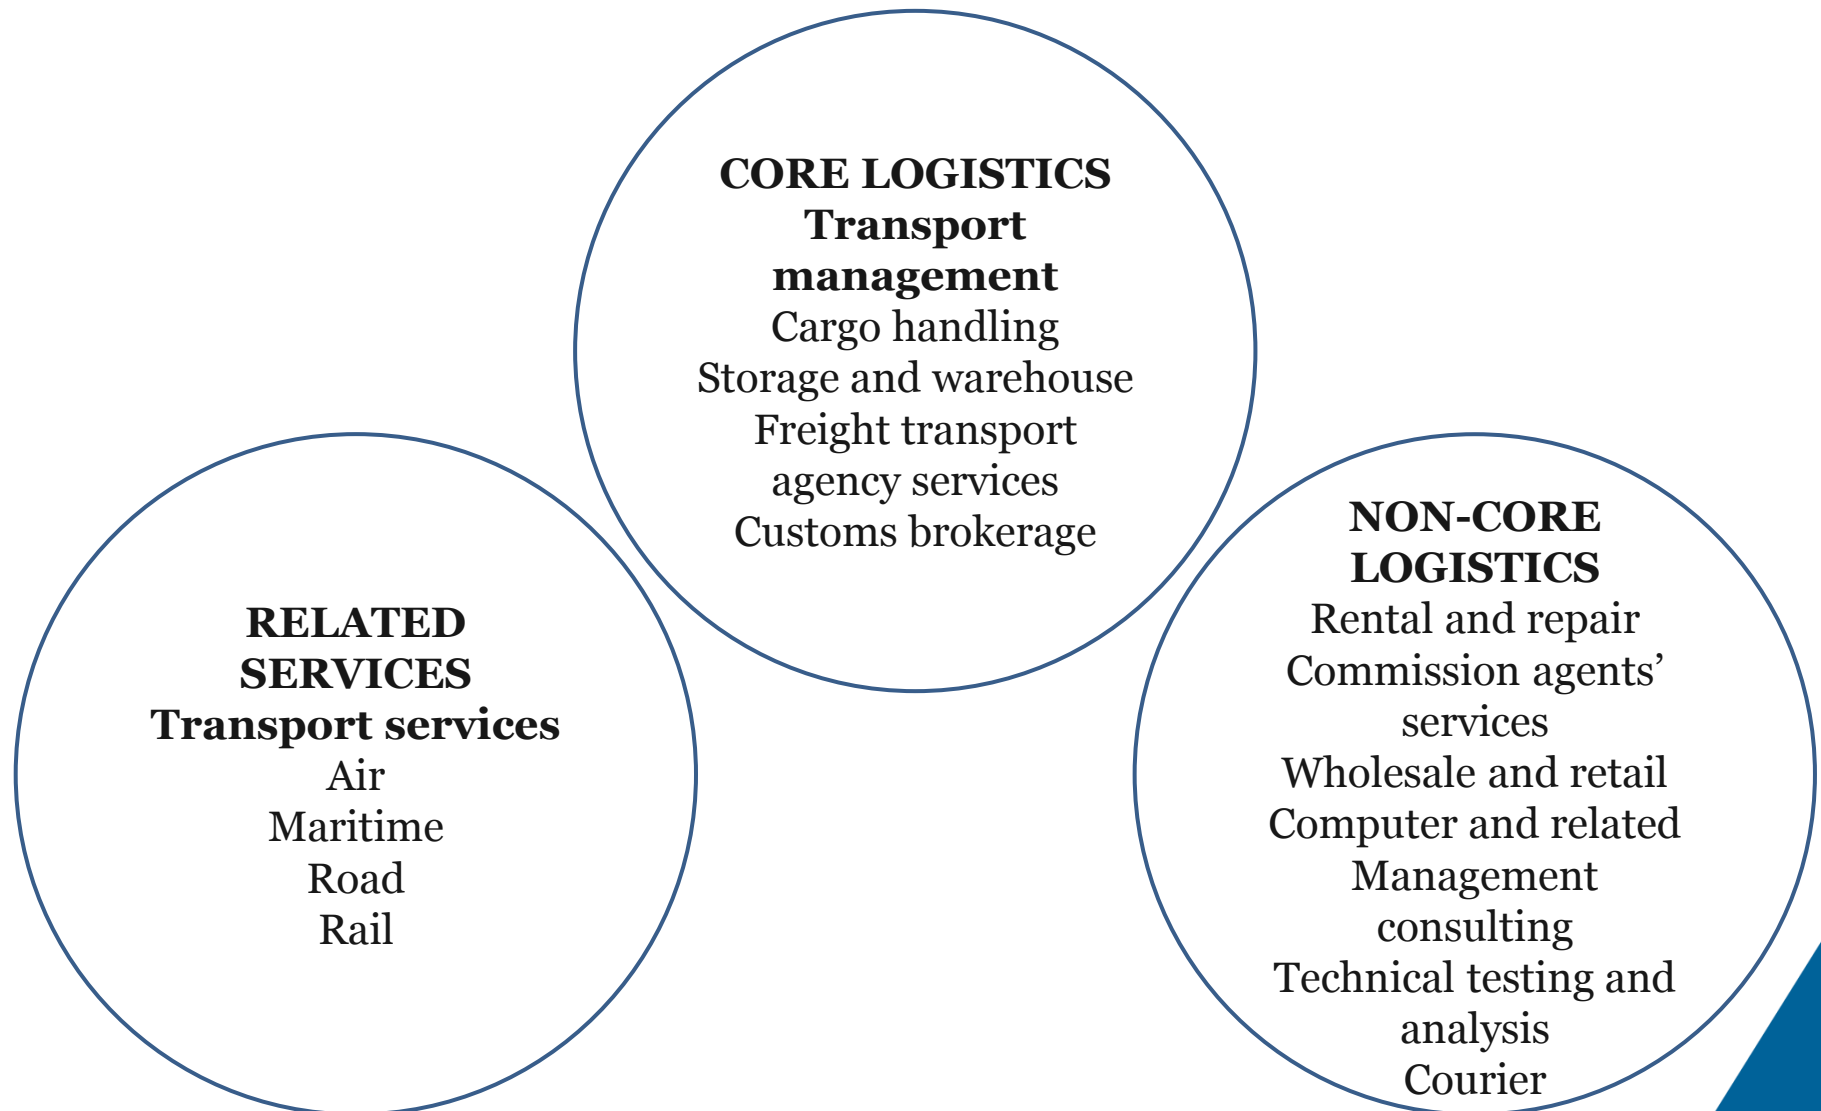 CORE LOGISTICS
Transport
management
Cargo handling
Storage and warehouse
Freight transport
agency services
Customs brokerage
RELATED
SERVICES
Transport services
Air
Maritime
Road
Rail
NON-CORE
LOGISTICS
Rental and repair
Commission agents’
services
Wholesale and retail
Computer and related
Management
consulting
Technical testing and
analysis
Courier